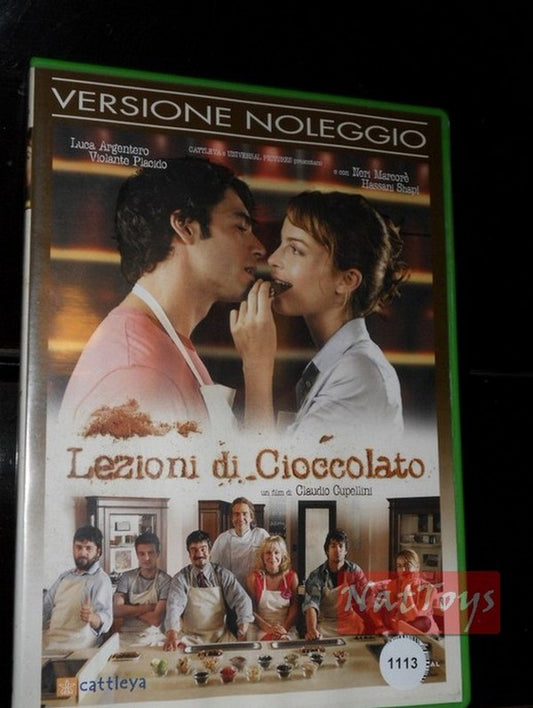 VERSIONE NOLEGGIO
Luca Argentero
Violante Placido
CATTLEYA e UNIVERSAL PICTURES presentano
e con Neri Marcorè
Hassani Shapi
Lezioni di Cioccolato
un film di Claudio Cupellini
NatToys
1113
cattleya